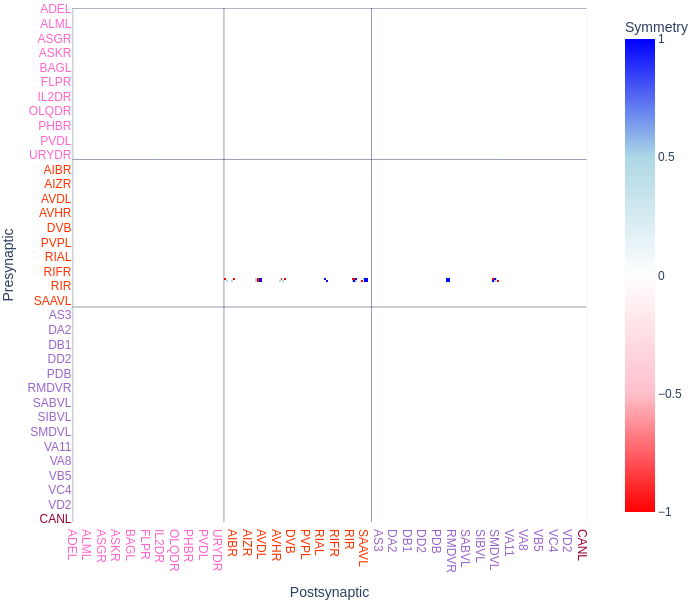 Symmetry
ADEL
ALML
ASGR
ASKR
BAGL
FLPR
IL2DR
OLQDR
PHBR
PVDL
URYDR
AIBR
AIZR
AVDL
AVHR
DVB
PVPL
RIAL
RIFR
RIR
SAAVL
AS3
DA2
DB1
DD2
PDB
RMDVR
SABVL
SIBVL
SMDVL
VA11
VA8
VB5
VC4
VD2
CANL
Presynaptic
ADEL
ALML
ASGR
ASKR
BAGL
FLPR
IL2DR
OLQDR
PHBR
PVDL
URYDR
AIBR
AIZR
AVDL
AVHR
DVB
PVPL
RIAL
RIFR
RIR
SAAVL
AS3
DA2
DB1
DD2
PDB
RMDVR
SABVL
SIBVL
SMDVL
VA11
VA8
VB5
VC4
VD2
CANL
Postsynaptic
1
0.5
0
−0.5
−1